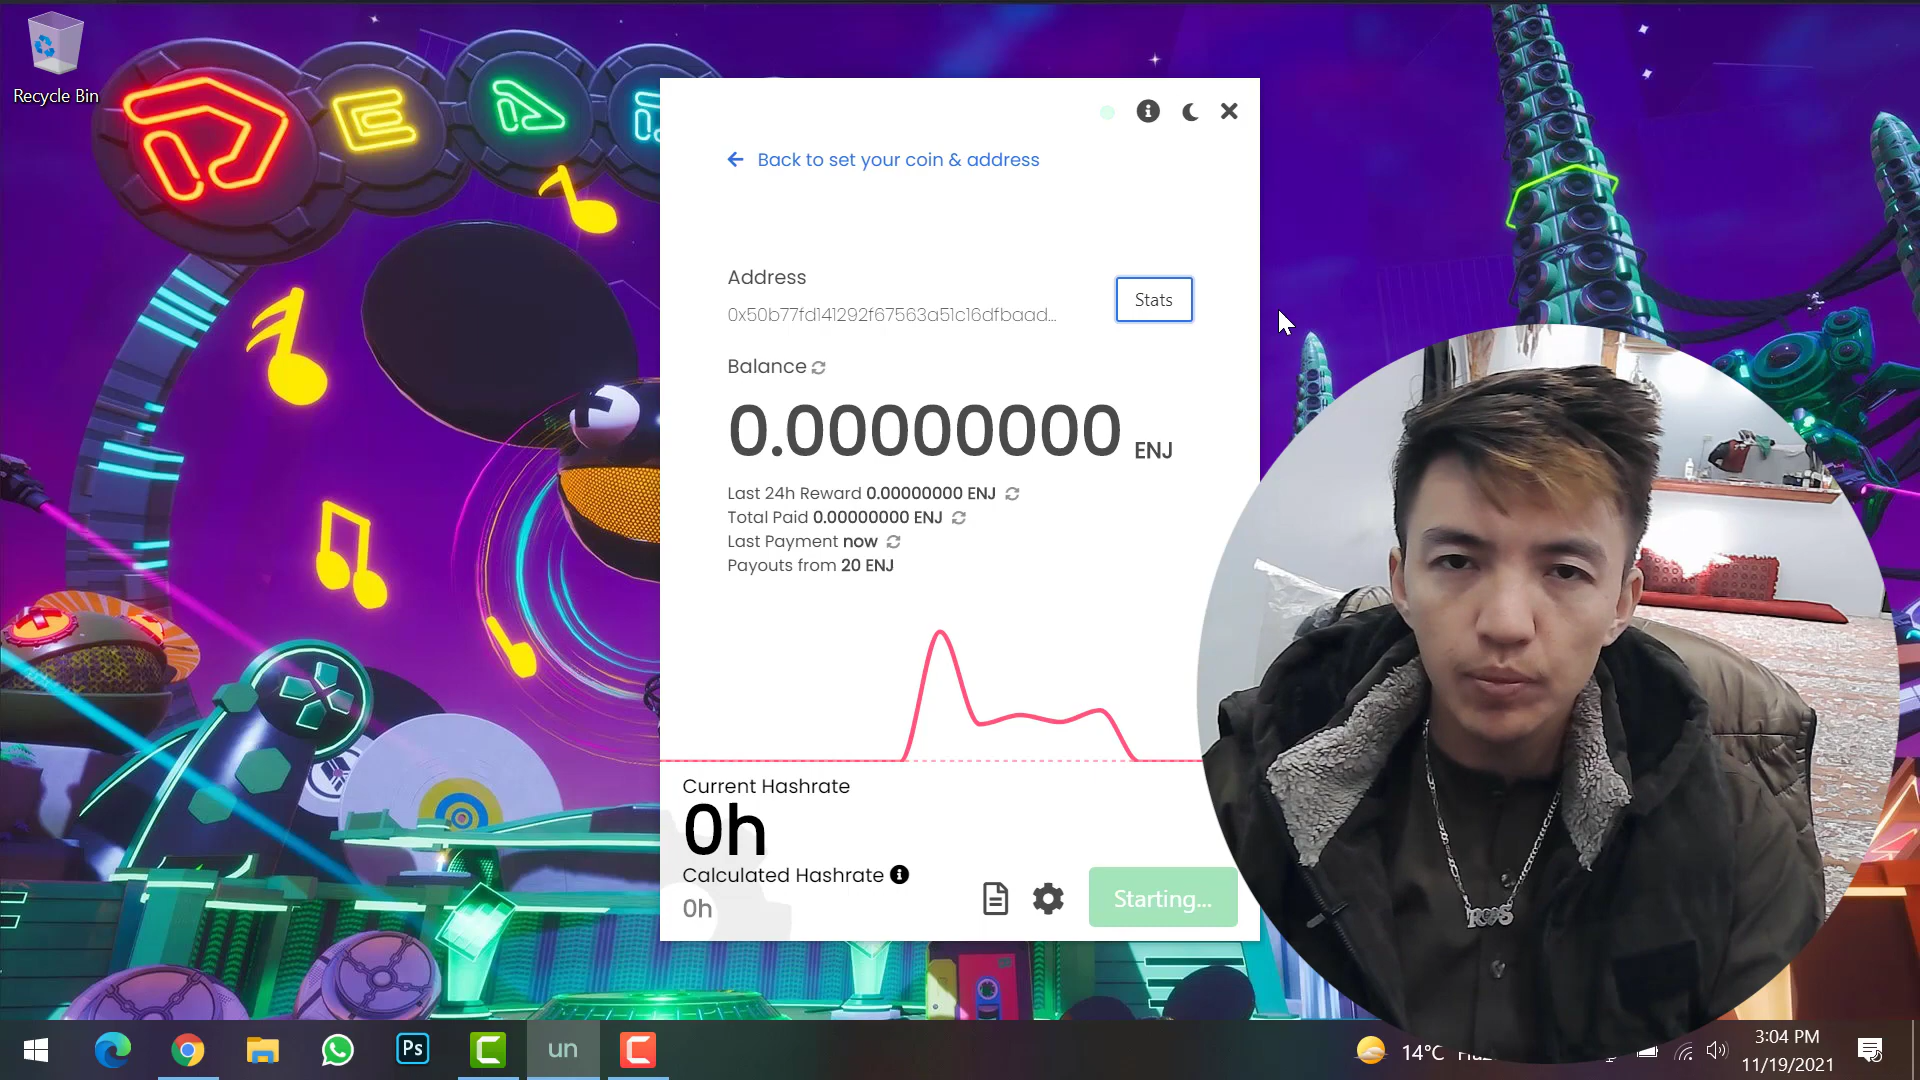 Recycle Bin
Back to set your coin & address
Address
0x50b77fd141292f67563a51c16dfbaad...
Stats
Balance
0.00000000 ENJ
Last 24h Reward 0.00000000 ENJ
Total Paid 0.00000000 ENJ
Last Payment now
Payouts from 20 ENJ
Current Hashrate
0h
Calculated Hashrate
0h
Starting...
Ps
un
14°C
3:04 PM
11/19/2021